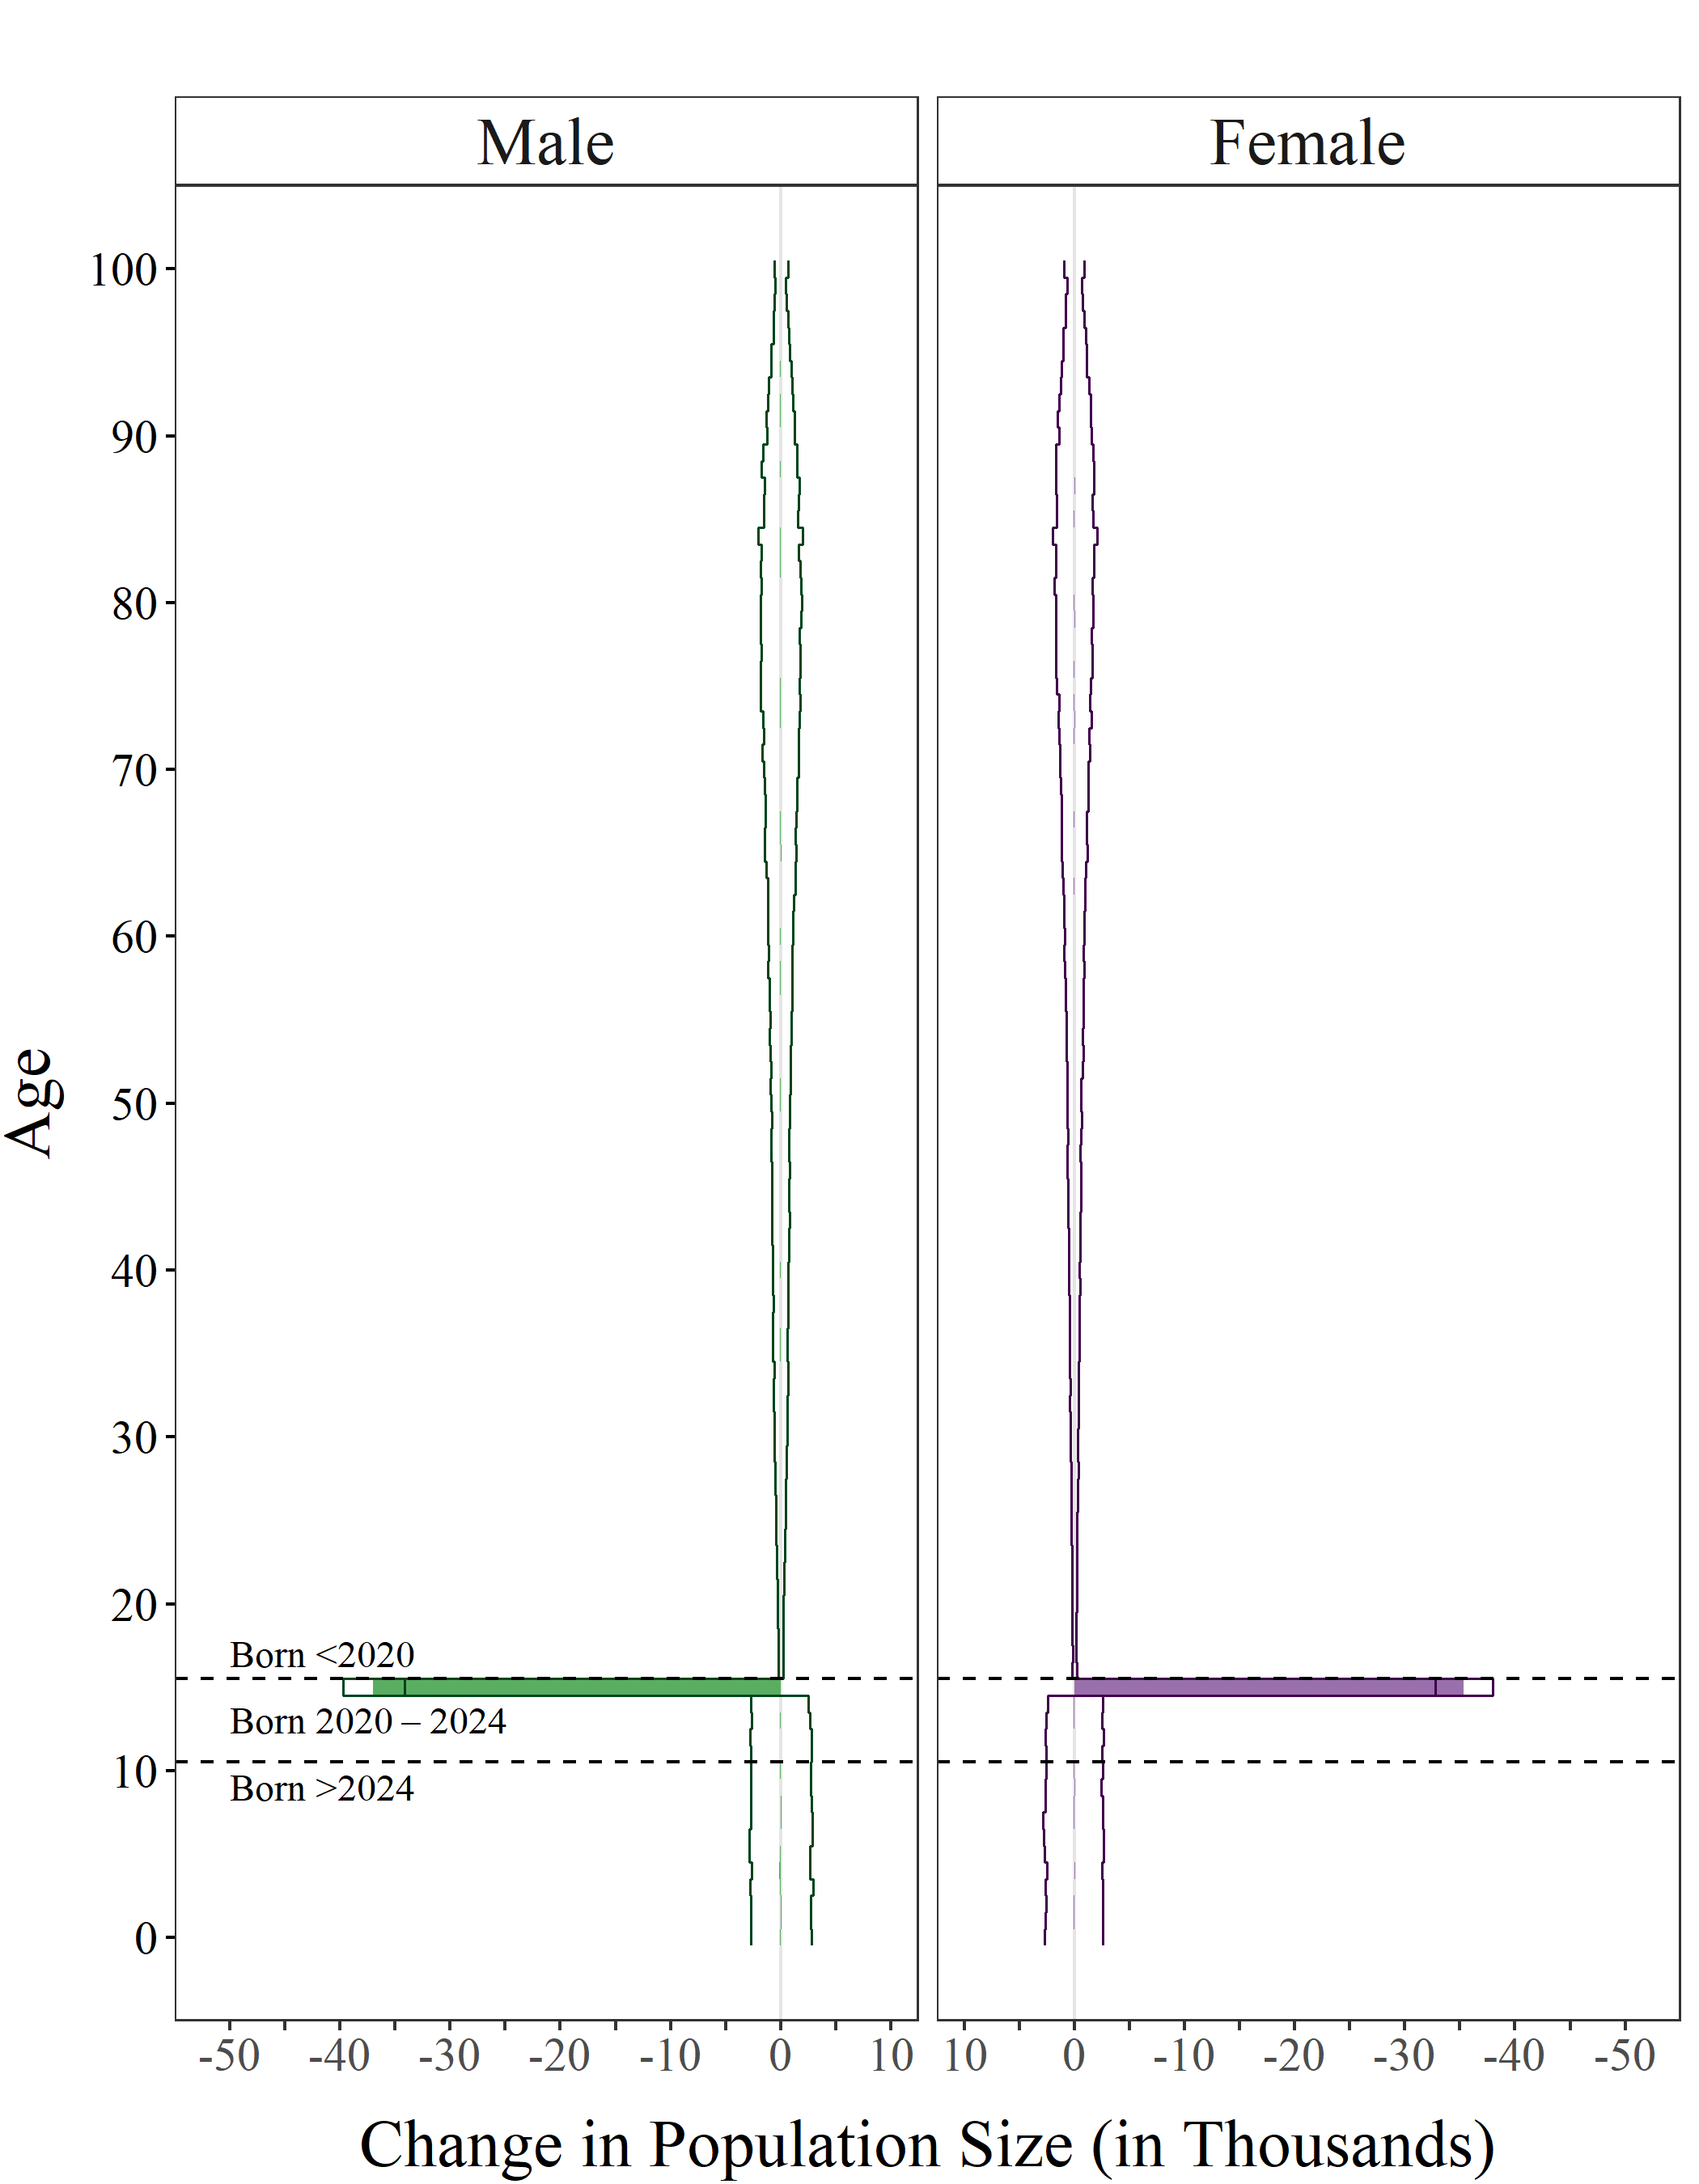 Male Female
100
90
80
70
60
50
40
30
20
10
0
Age
Born <2020
Born 2020 – 2024
Born >2024
-50 -40 -30 -20 -10 0 10 10 0 -10 -20 -30 -40 -50
Change in Population Size (in Thousands)